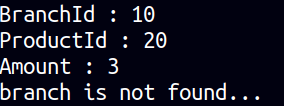 BranchId : 10
ProductId : 20
Amount : 3
branch is not found...